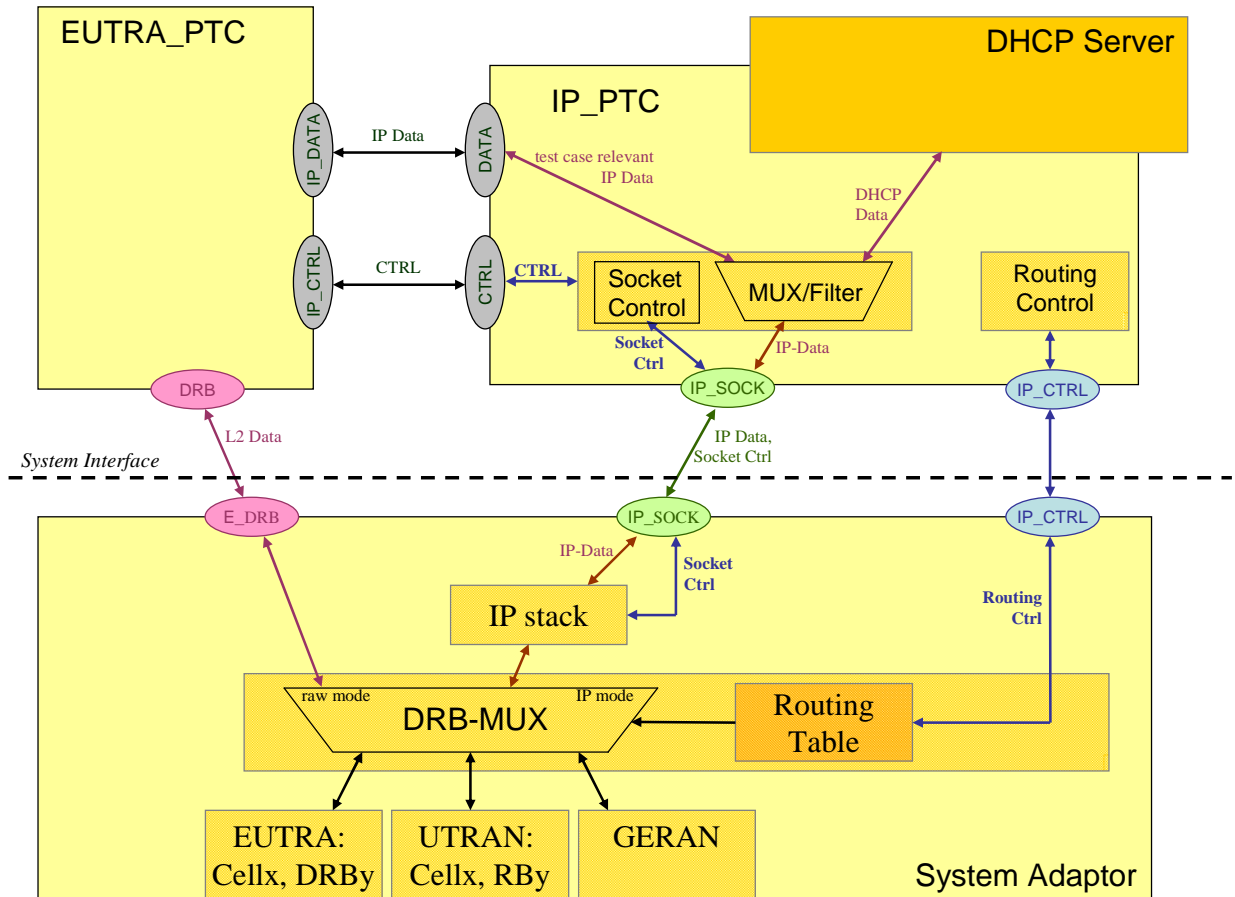 EUTRA_PTC
DHCP Server
IP_PTC
IP_DATA
IP Data
DATA
test case relevant
IP Data
DHCP
Data
IP_CTRL
CTRL
CTRL
CTRL
Socket
Control
MUX/Filter
Routing
Control
Socket
Ctrl
IP-Data
DRB
IP_SOCK
IP_CTRL
L2 Data
IP Data,
Socket Ctrl
System Interface
E_DRB
IP_SOCK
IP_CTRL
IP-Data
Socket
Ctrl
IP stack
Routing
Ctrl
raw mode
IP mode
DRB-MUX
Routing
Table
EUTRA:
Cellx, DRBy
UTRAN:
Cellx, RBy
GERAN
System Adaptor